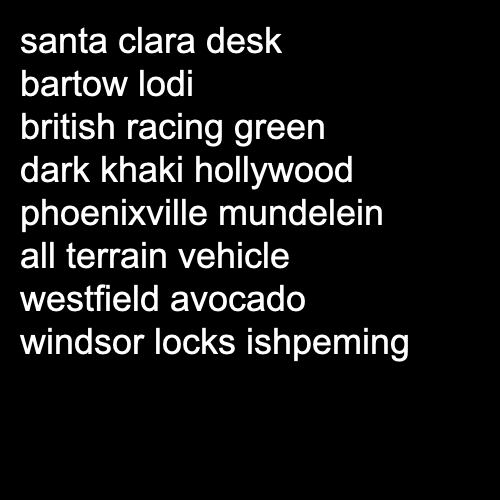 santa clara desk
bartow lodi
british racing green
dark khaki hollywood
phoenixville mundelein
all terrain vehicle
westfield avocado
windsor locks ishpeming